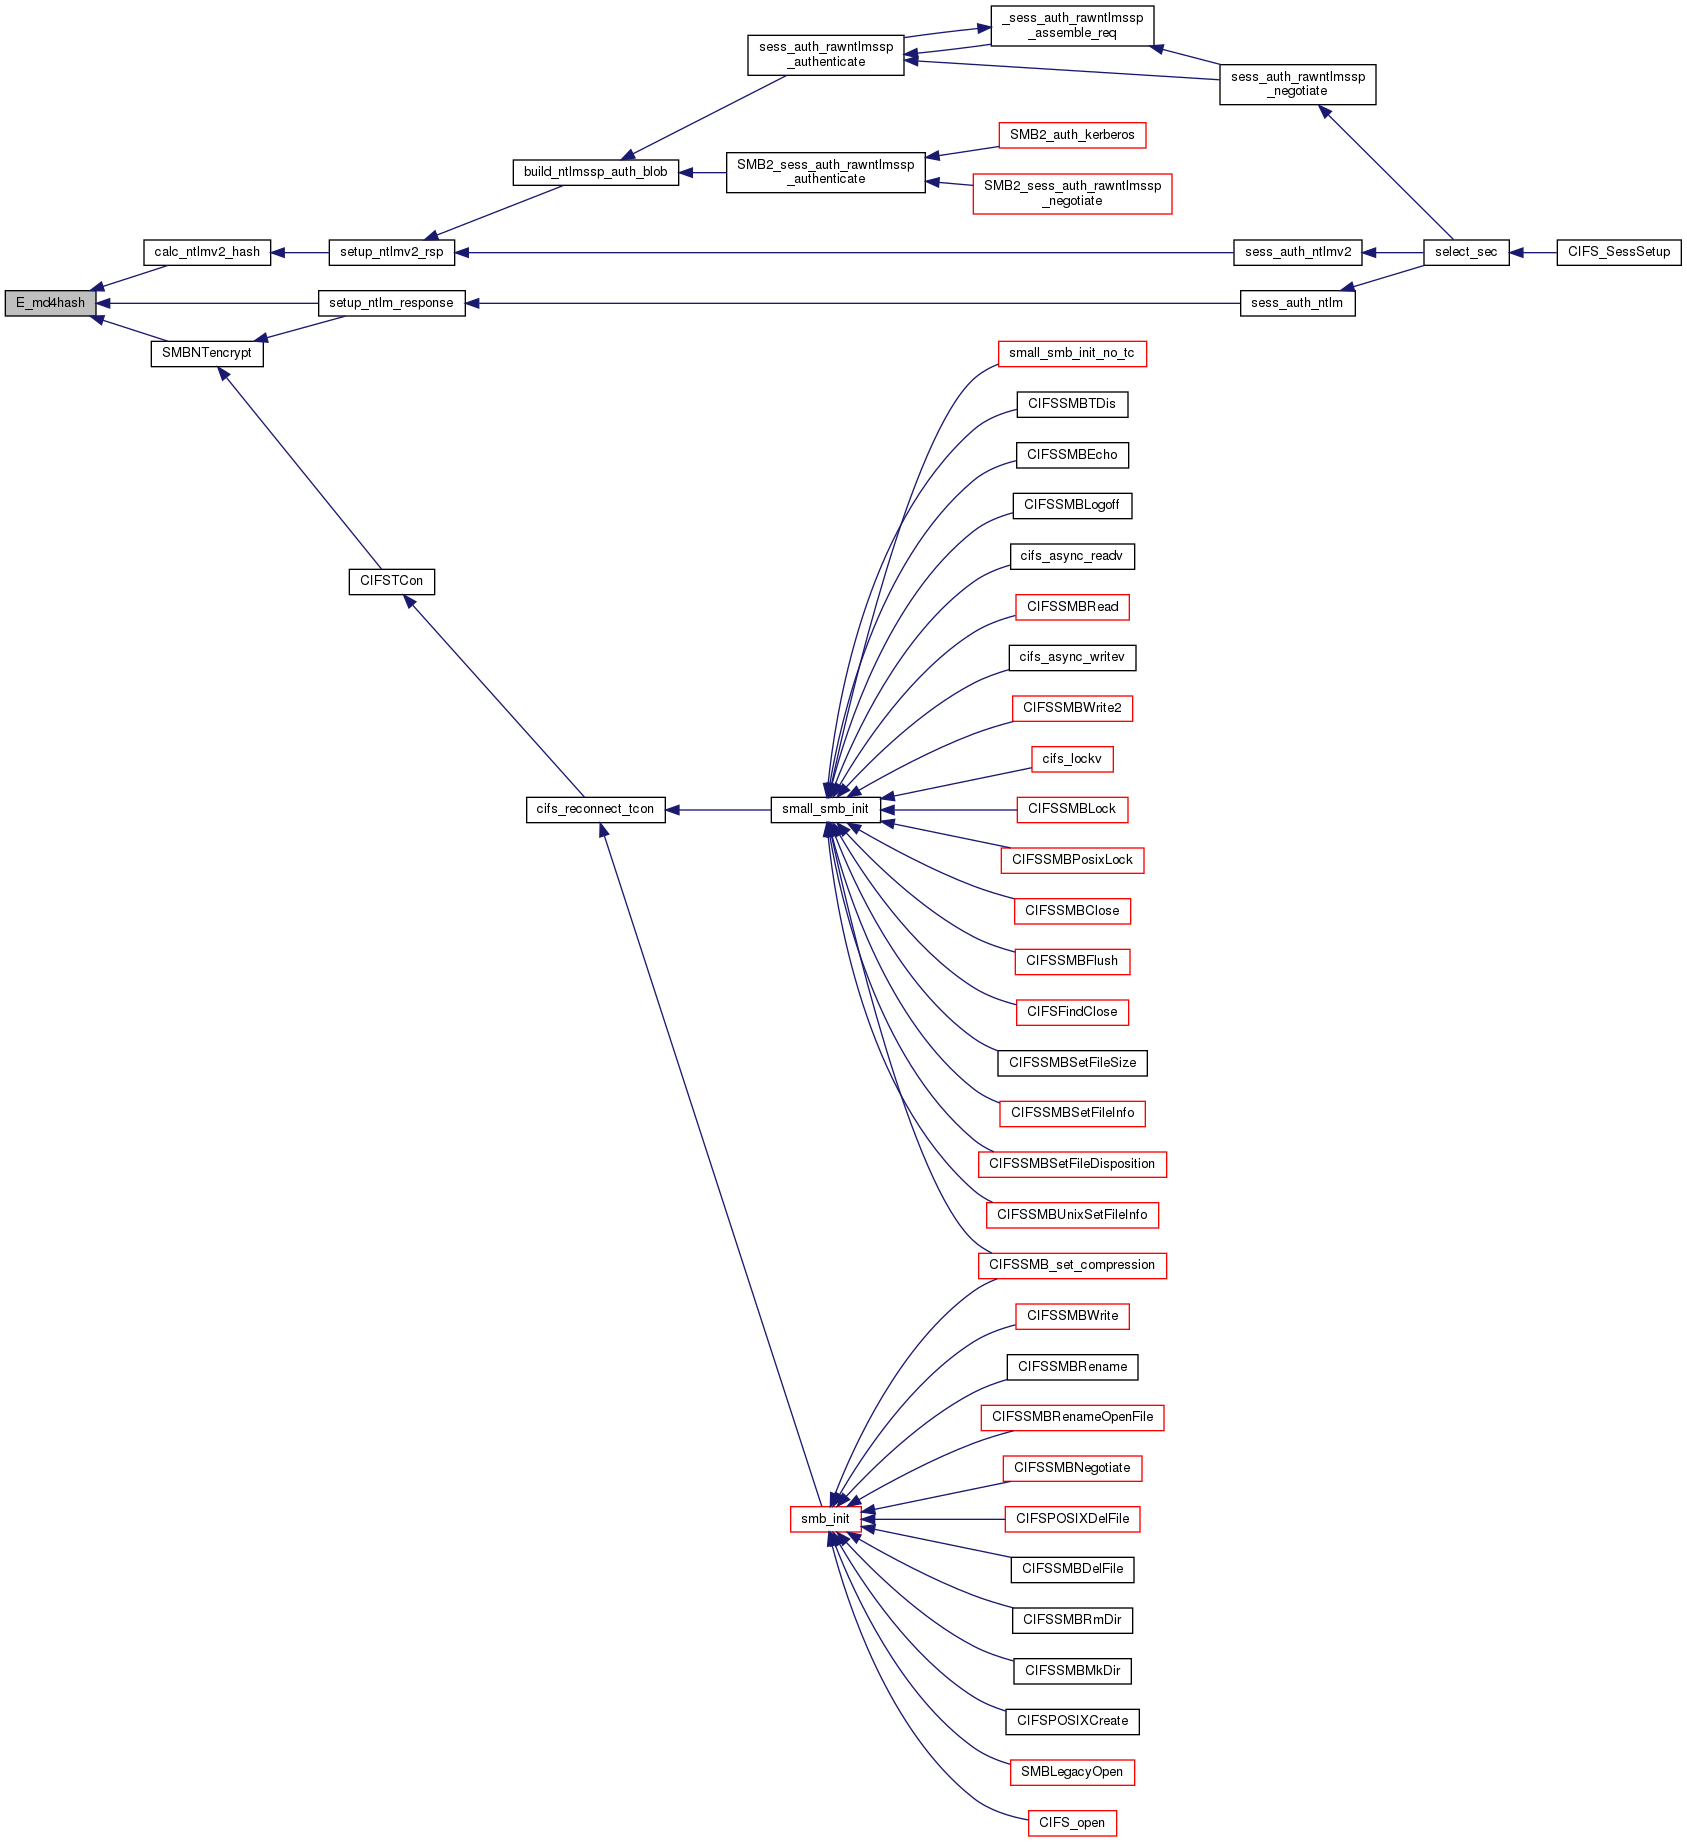 _sess_auth_rawntlmssp
_assemble_req
sess_auth_rawntlmssp
_authenticate
sess_auth_rawntlmssp
_negotiate
SMB2_auth_kerberos
build_ntlmssp_auth_blob
SMB2_sess_auth_rawntlmssp
_authenticate
SMB2_sess_auth_rawntlmssp
_negotiate
calc_ntlmv2_hash
setup_ntlmv2_rsp
sess_auth_ntlmv2
select_sec
CIFS_SessSetup
E_md4hash
setup_ntlm_response
sess_auth_ntlm
SMBNTencrypt
small_smb_init_no_tc
CIFSSMBTDis
CIFSSMBEcho
CIFSSMBLogoff
cifs_async_readv
CIFSTCon
CIFSSMBRead
cifs_async_writev
CIFSSMBWrite2
cifs_lockv
cifs_reconnect_tcon
small_smb_init
CIFSSMBLock
CIFSSMBPosixLock
CIFSSMBClose
CIFSSMBFlush
CIFSFindClose
CIFSSMBSetFileSize
CIFSSMBSetFileInfo
CIFSSMBSetFileDisposition
CIFSSMBUnixSetFileInfo
CIFSSMB_set_compression
CIFSSMBWrite
CIFSSMBRename
CIFSSMBRenameOpenFile
CIFSSMBNegotiate
smb_init
CIFSPOSIXDelFile
CIFSSMBDelFile
CIFSSMBRmDir
CIFSSMBMkDir
CIFSPOSIXCreate
SMBLegacyOpen
CIFS_open